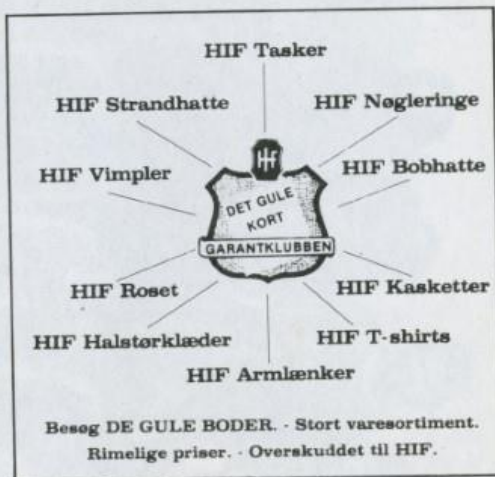 HIF Tasker
HIF Strandhatte
HIF Nøgleringe
HIF Vimpler
HIF Bobhatte
HIF
DET GULE
KORT
GARANTKLUBBEN
HIF Roset
HIF Kasketter
HIF Halstørklæder
HIF T-shirts
HIF Armlænker
Besøg DE GULE BODER. - Stort varesortiment.
Rimelige priser. - Overskuddet til HIF.